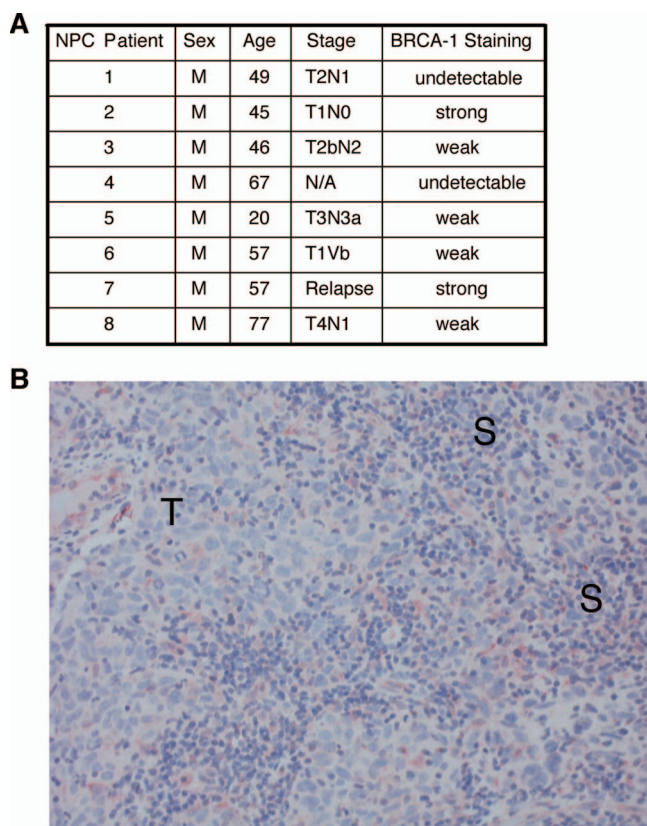 A
NPC Patient Sex Age Stage BRCA-1 Staining
1 M 49 T2N1 undetectable
2 M 45 T1N0 strong
3 M 46 T2bN2 weak
4 M 67 N/A undetectable
5 M 20 T3N3a weak
6 M 57 T1Vb weak
7 M 57 Relapse strong
8 M 77 T4N1 weak
B
S
T
S